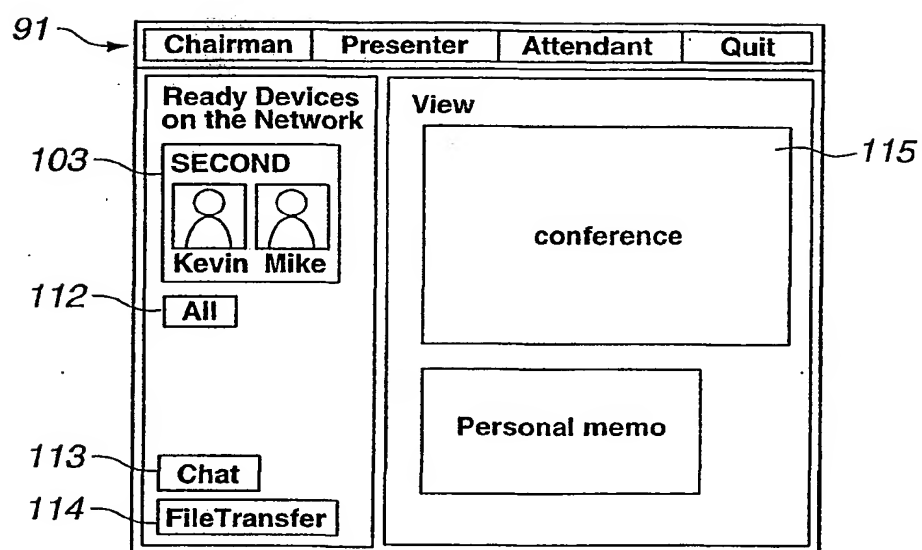 91
Chairman Presenter Attendant Quit
Ready Devices
on the Network
103
SECOND
Kevin Mike
112
All
113
Chat
114
FileTransfer
View
115
conference
Personal memo